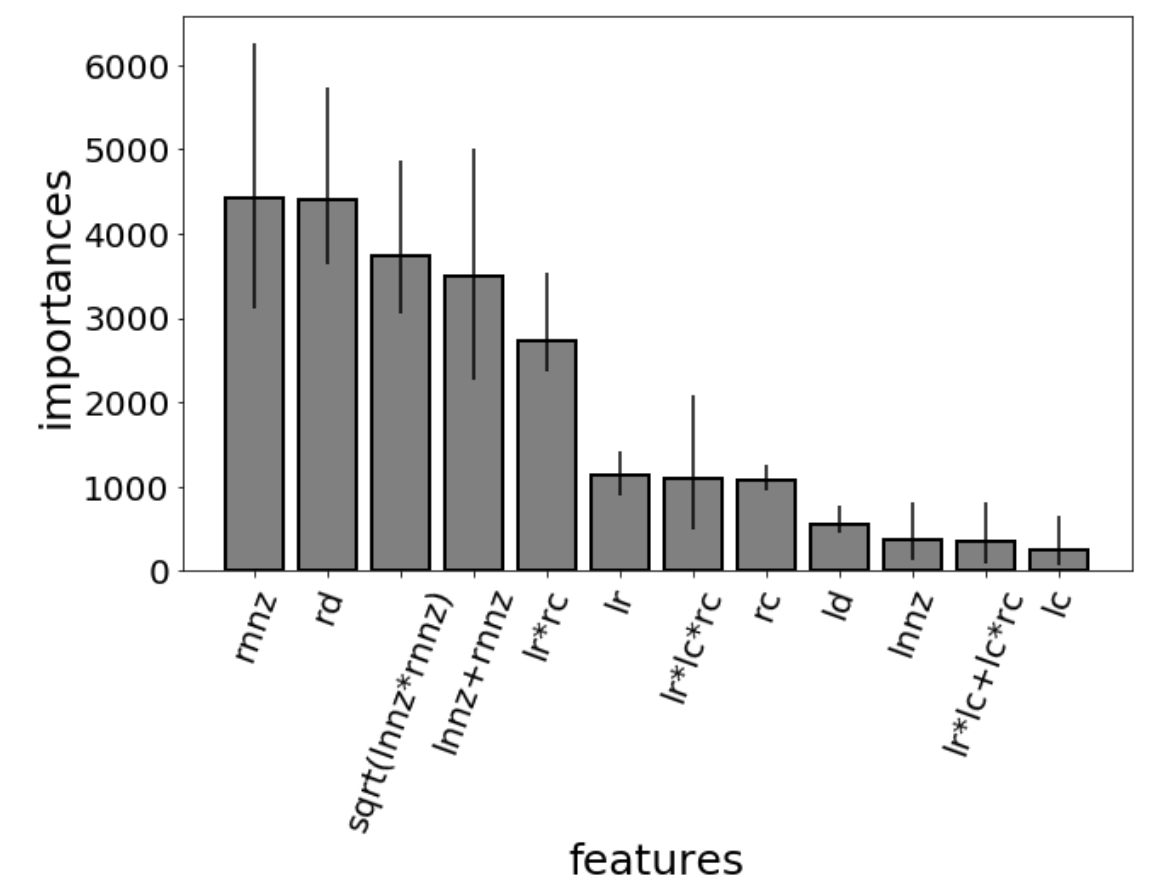 importances
6000
5000
4000
3000
2000
1000
0
rnnz
rd
sqrt(lnnz*rnnz)
lnnz+rnnz
lr*rc
lr
lr*lc*rc
rc
ld
lnnz
lr*lc+lc*rc
lc
features